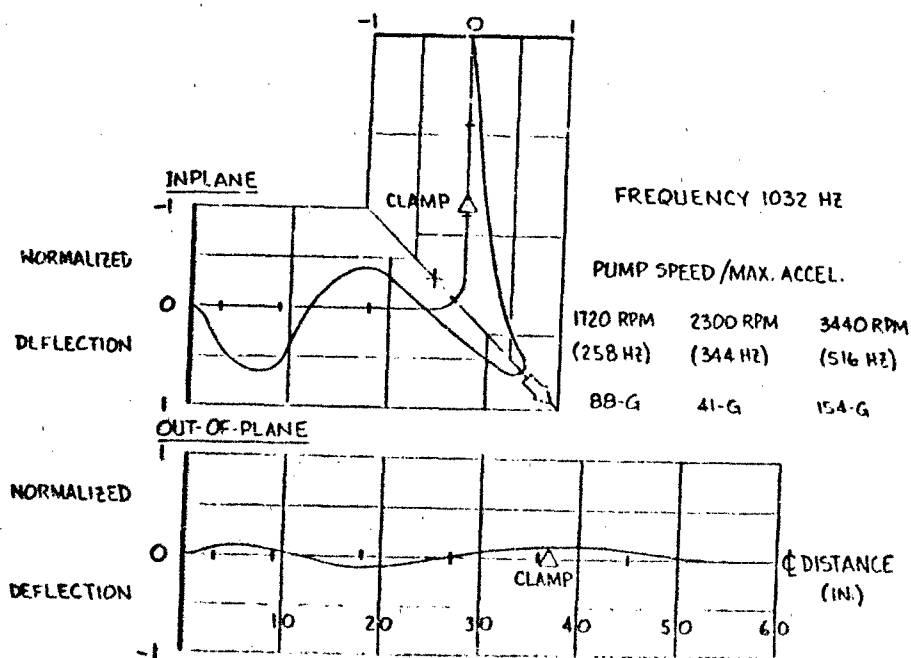 -1 0 1
INPLANE
-1
CLAMP
FREQUENCY 1032 HZ
NORMALIZED
PUMP SPEED/MAX. ACCEL.
0
1720 RPM 2300 RPM 3440 RPM
DEFLECTION
(258 HZ) (344 HZ) (516 HZ)
88-G 41-G 154-G
1
OUT-OF-PLANE
1
NORMALIZED
0
CLAMP
℄ DISTANCE
(IN.)
DEFLECTION
10 20 30 40 50 60
-1